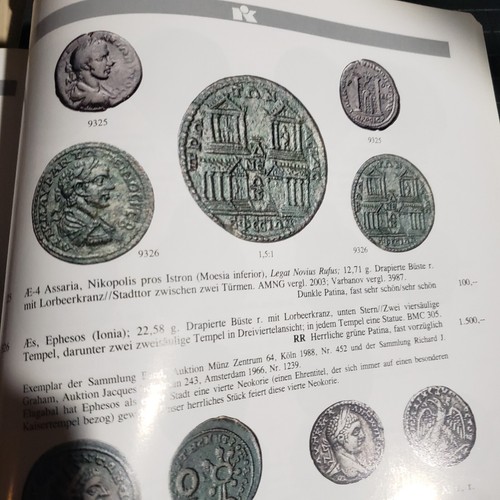 9325
9325
9326
1,5:1
9326
Æ-4 Assaria, Nikopolis pros Istron (Moesia inferior), Legat Novius Rufus; 12,71 g. Drapierte Büste r.
mit Lorbeerkranz//Stadttor zwischen zwei Türmen. AMNG vergl. 2003; Varbanov vergl. 3987.
Dunkle Patina, fast sehr schön/sehr schön 100,–
Æs, Ephesos (Ionia); 22,58 g. Drapierte Büste r. mit Lorbeerkranz, unten Stern//Zwei viersäulige
Tempel, darunter zwei zweisäulige Tempel in Dreiviertelansicht; in jedem Tempel eine Statue. BMC 305.
RR Herrliche grüne Patina, fast vorzüglich 1.500,–
Exemplar der Sammlung Auktion Münz Zentrum 64, Köln 1988, Nr. 452 und der Sammlung Richard J.
Graham, Auktion Jacques 243, Amsterdam 1966, Nr. 1239.
Elagabal hat Ephesos als Stadt eine vierte Neokorie (einen Ehrentitel, der sich immer auf einen besonderen
Kaisertempel bezog) herrliches Stück feiert diese vierte Neokorie.